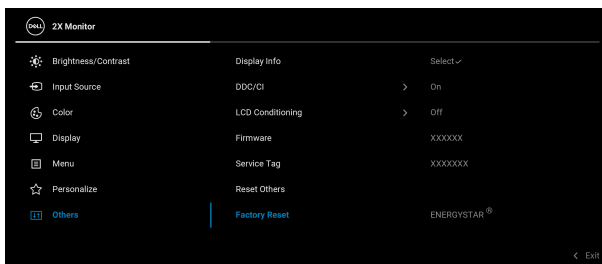 DELL 2X Monitor
Brightness/Contrast Display Info Select
Input Source DDC/CI > On
Color LCD Conditioning > Off
Display Firmware XXXXXX
Menu Service Tag XXXXXXX
Personalize Reset Others
Others Factory Reset ENERGYSTAR ®
< Exit